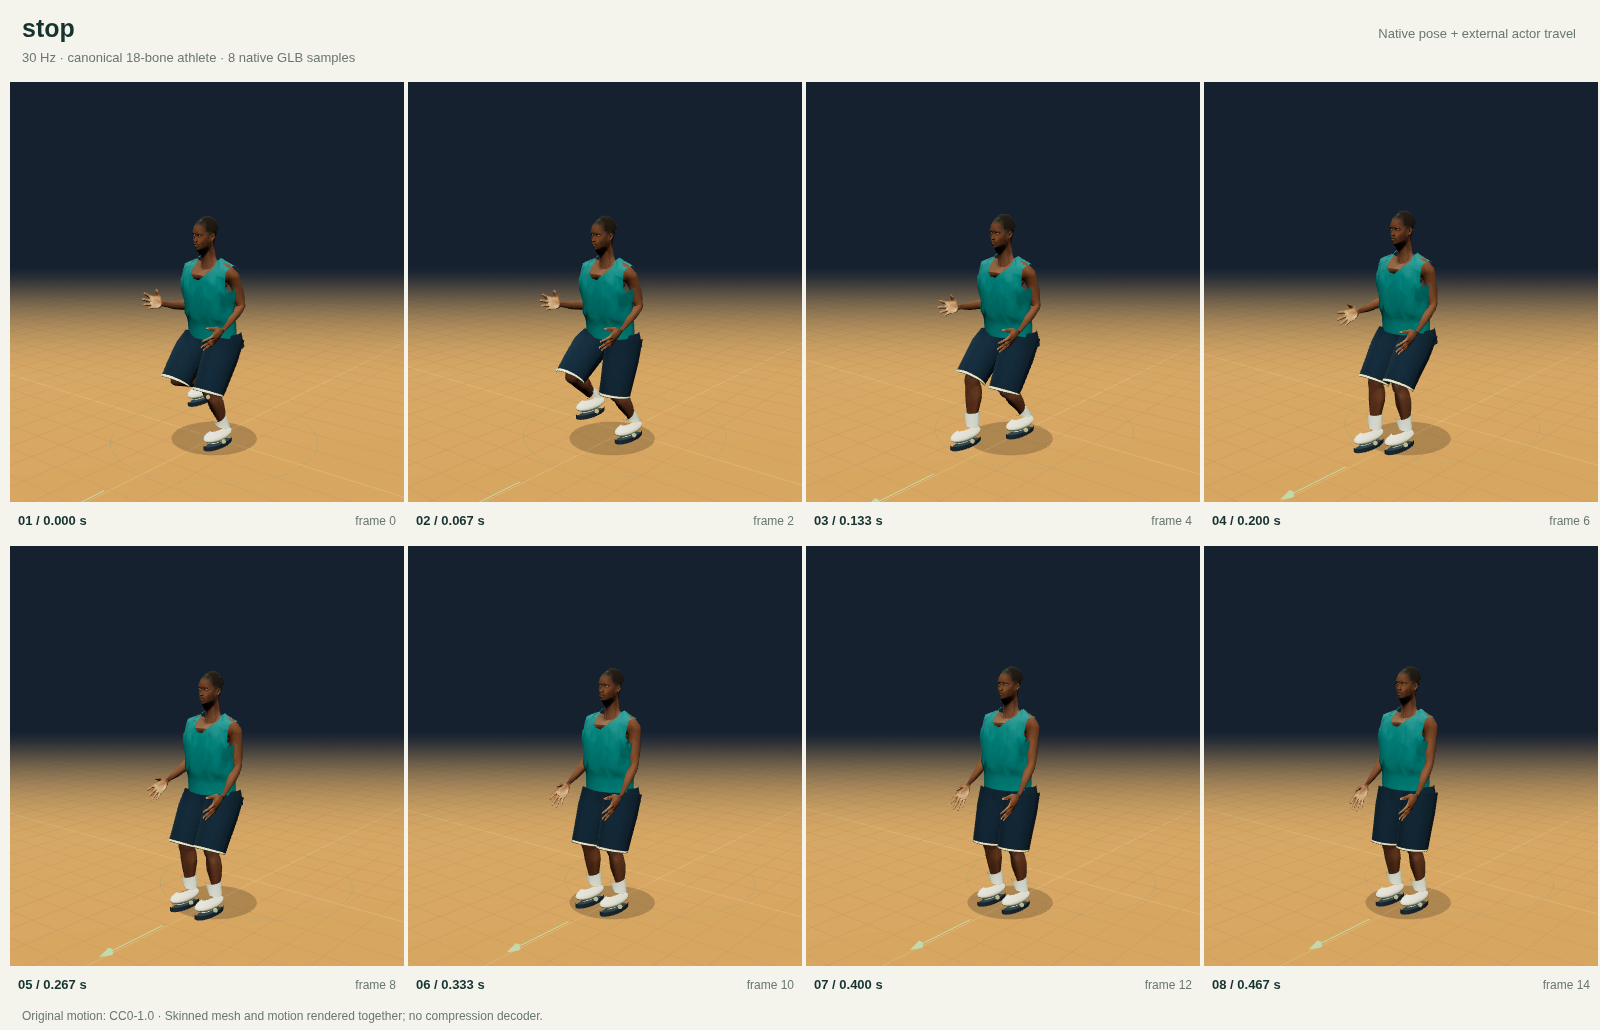 stop
Native pose + external actor travel
30 Hz · canonical 18-bone athlete · 8 native GLB samples
01 / 0.000 s frame 0
02 / 0.067 s frame 2
03 / 0.133 s frame 4
04 / 0.200 s frame 6
05 / 0.267 s frame 8
06 / 0.333 s frame 10
07 / 0.400 s frame 12
08 / 0.467 s frame 14
Original motion: CC0-1.0 · Skinned mesh and motion rendered together; no compression decoder.